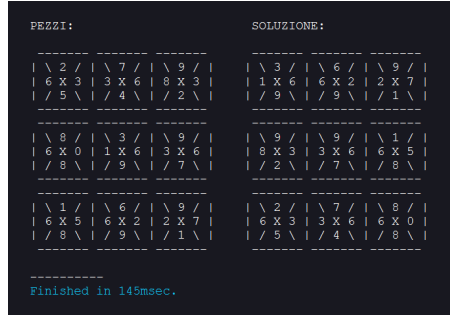 PEZZI: SOLUZIONE:
------- ------- ------- ------- ------- -------
| \ 2 / | \ 7 / | \ 9 / | | \ 3 / | \ 6 / | \ 9 / |
| 6 X 3 | 3 X 6 | 8 X 3 | | 1 X 6 | 6 X 2 | 2 X 7 |
| / 5 \ | / 4 \ | / 2 \ | | / 9 \ | / 9 \ | / 1 \ |
------- ------- ------- ------- ------- -------
------- ------- ------- ------- ------- -------
| \ 8 / | \ 3 / | \ 9 / | | \ 9 / | \ 9 / | \ 1 / |
| 6 X 0 | 1 X 6 | 3 X 6 | | 8 X 3 | 3 X 6 | 6 X 5 |
| / 8 \ | / 9 \ | / 7 \ | | / 2 \ | / 7 \ | / 8 \ |
------- ------- ------- ------- ------- -------
------- ------- ------- ------- ------- -------
| \ 1 / | \ 6 / | \ 9 / | | \ 2 / | \ 7 / | \ 8 / |
| 6 X 5 | 6 X 2 | 2 X 7 | | 6 X 3 | 3 X 6 | 6 X 0 |
| / 8 \ | / 9 \ | / 1 \ | | / 5 \ | / 4 \ | / 8 \ |
------- ------- ------- ------- ------- -------
----------
Finished in 145msec.